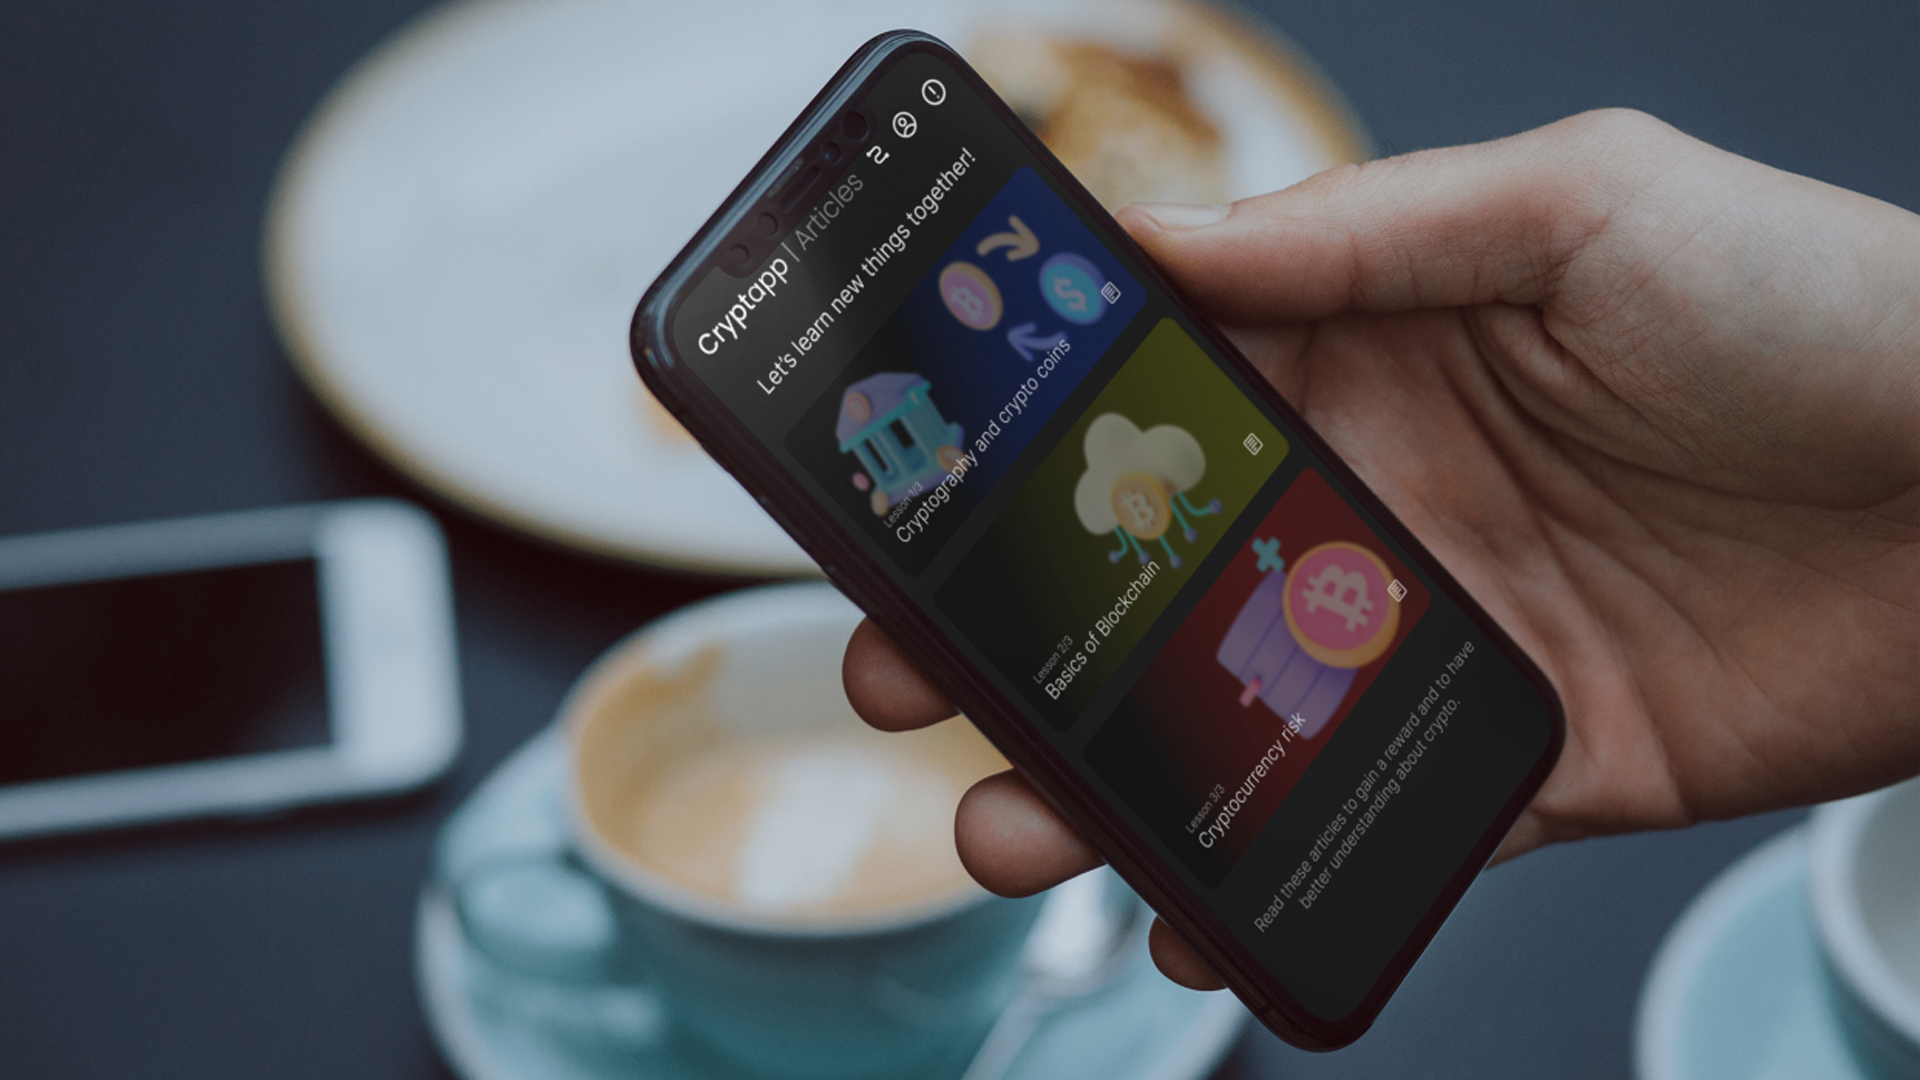 Cryptapp | Articles
Let's learn new things together!
Lesson 1/3
Cryptography and crypto coins
Lesson 2/3
Basics of Blockchain
Lesson 3/3
Cryptocurrency risk
Read these articles to gain a reward and to have
better understanding about crypto.